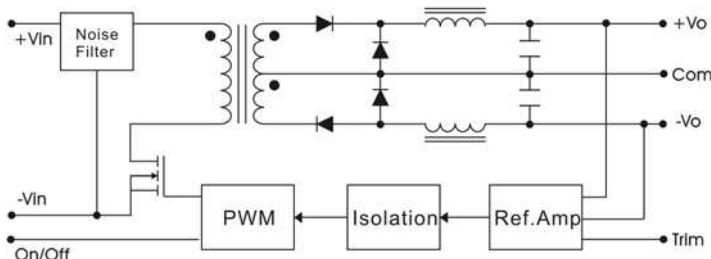 +Vin
Noise
Filter
+Vo
Com
-Vo
-Vin
PWM
Isolation
Ref.Amp
On/Off
Trim